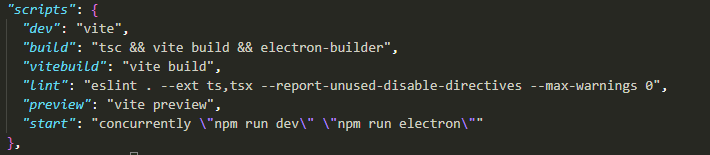 "scripts": {
"dev": "vite",
"build": "tsc && vite build && electron-builder",
"vitebuild": "vite build",
"lint": "eslint . --ext ts,tsx --report-unused-disable-directives --max-warnings 0",
"preview": "vite preview",
"start": "concurrently \"npm run dev\" \"npm run electron\""
},